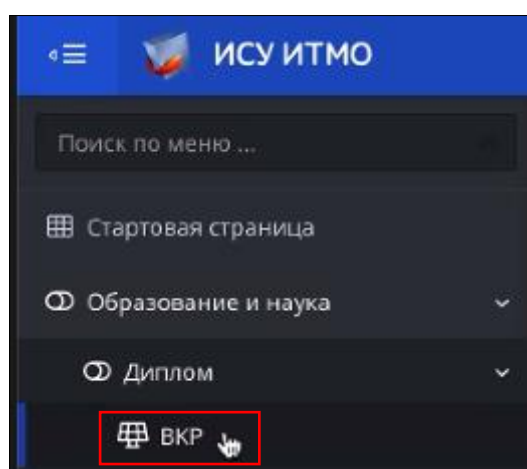 ИСУ ИТМО
Поиск по меню ...
Стартовая страница
Образование и наука
Диплом
ВКР